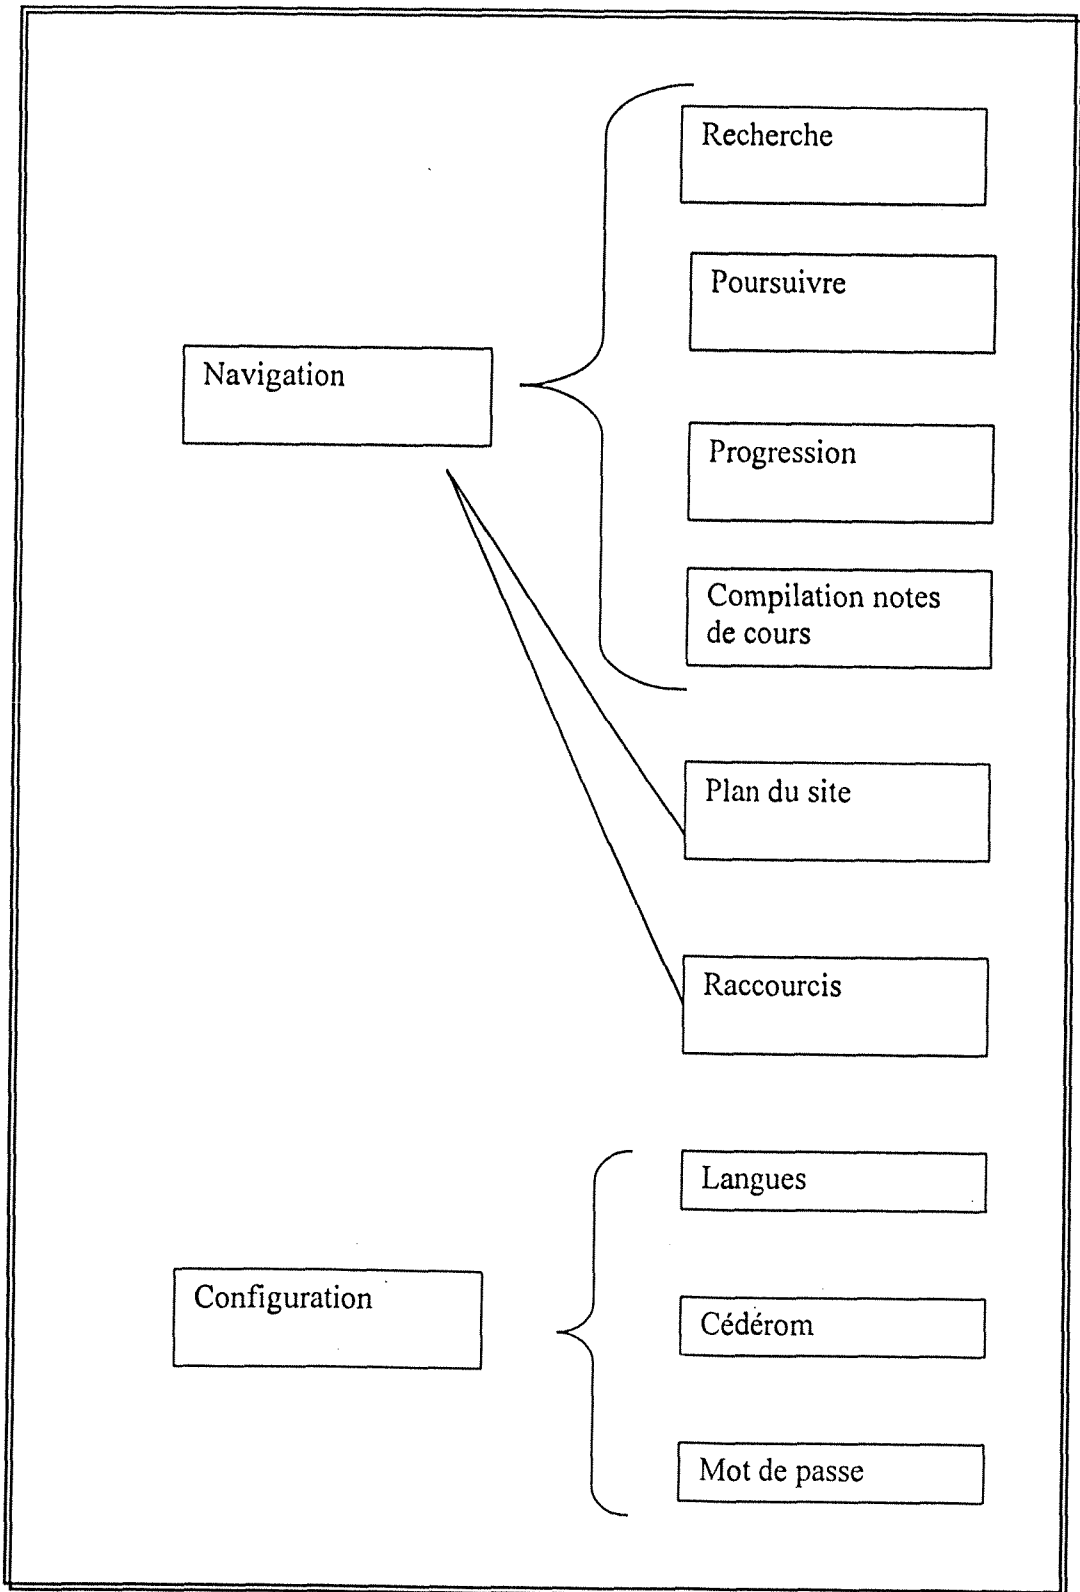 Recherche
Poursuivre
Navigation
Progression
Compilation notes
de cours
Plan du site
Raccourcis
Langues
Configuration
Cédérom
Mot de passe